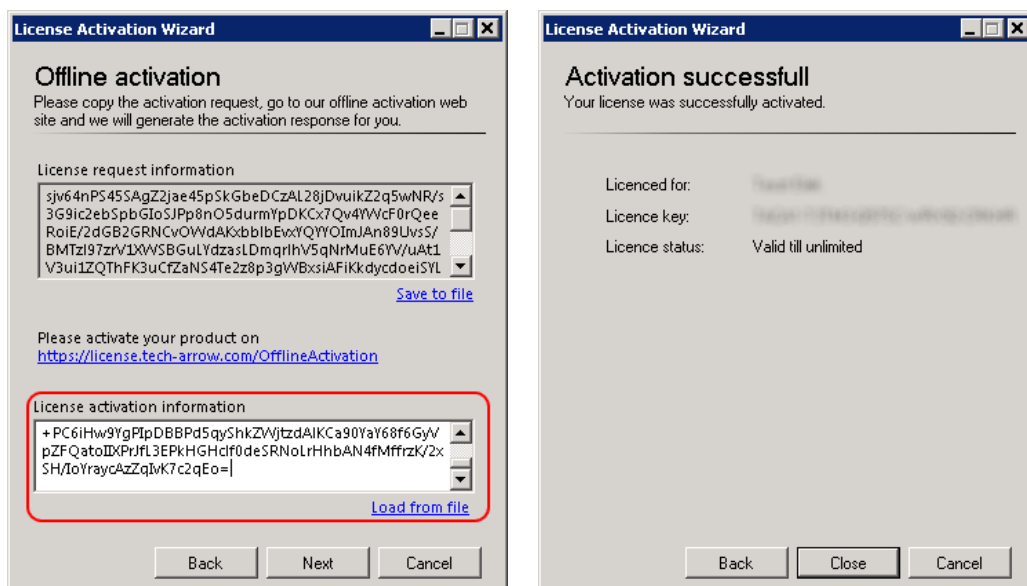 License Activation Wizard
Offline activation
Please copy the activation request, go to our offline activation web
site and we will generate the activation response for you.
License request information
sjv64nPS45SAgZ2jae45pSkGbeDCzAL28jDvuikZ2q5wNR/s
3G9ic2ebSpbGIoSJPp8nO5durmYpDKCx7Qv4YWcF0rQee
RoiE/2dGB2GRNCvOWdAKxbbIbEvxYQYYOImJAn89UvsS/
BMTzI97zrV1XWSBGuLYdzasLDmqrIhV5qNrMuE6YV/uAt1
V3ui1ZQThFK3uCfZaNS4Te2z8p3gWBxsiAFiKkdycdoeiSYL
Save to file
Please activate your product on
https://license.tech-arrow.com/OfflineActivation
License activation information
+PC6iHw9YgPIpDBBPd5qyShkZWjtzdAIKCa90YaY68f6GyV
pZFQatoIIXPrJfL3EPkHGHcIf0deSRNoLrHhbAN4fMffrzK/2x
SH/IoYraycAzZqIvK7c2qEo=
Load from file
Back
Next
Cancel
License Activation Wizard
Activation successfull
Your license was successfully activated.
Licenced for:
Licence key:
Licence status: Valid till unlimited
Back
Close
Cancel